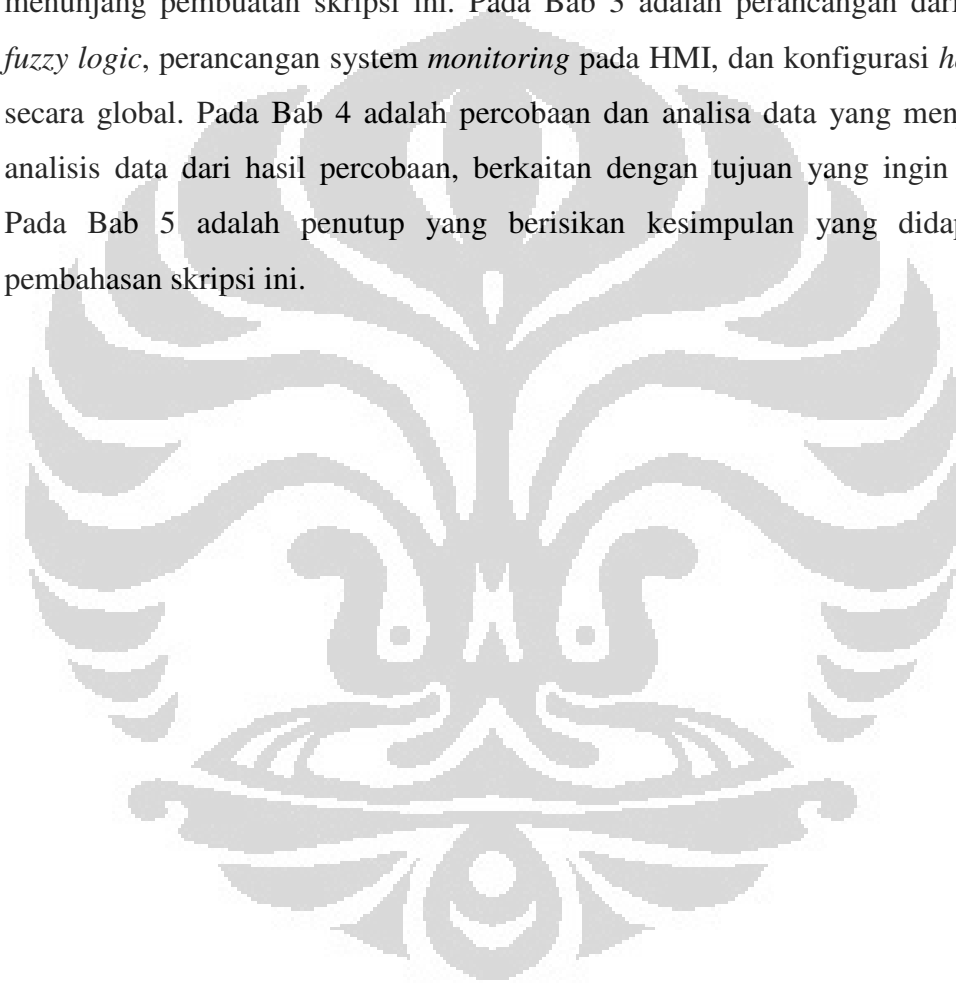 menunjang pembuatan skripsi ini. Pada Bab 3 adalah perancangan dari
fuzzy logic, perancangan system monitoring pada HMI, dan konfigurasi
secara global. Pada Bab 4 adalah percobaan dan analisa data yang
analisis data dari hasil percobaan, berkaitan dengan tujuan yang ingin
Pada Bab 5 adalah penutup yang berisikan kesimpulan yang
pembahasan skripsi ini.